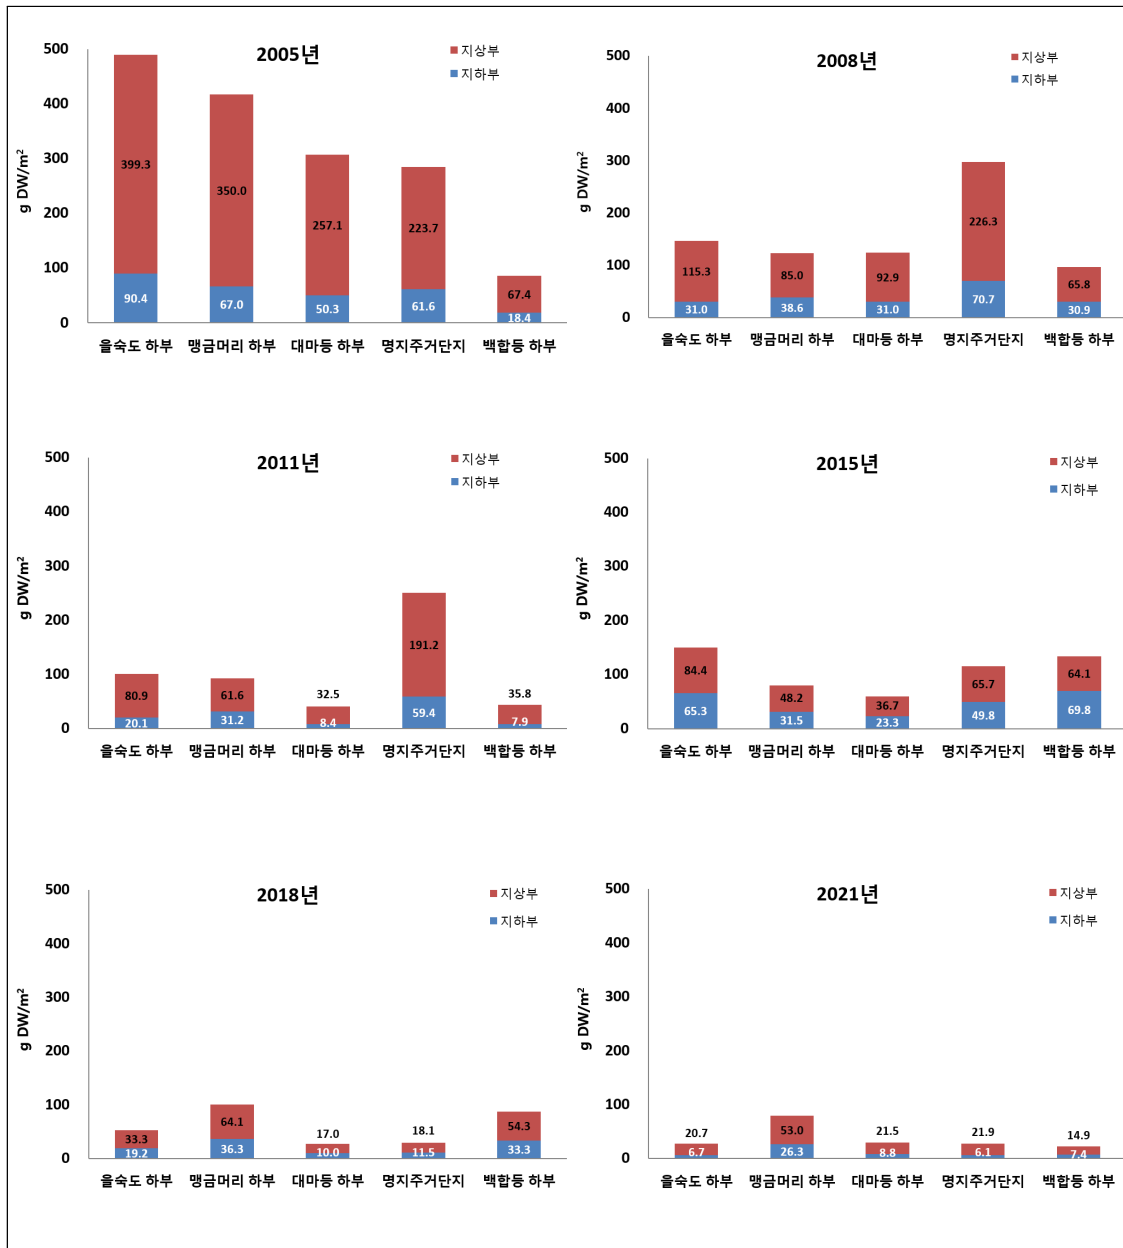 2005년
지상부
지하부
g DW/m²
500
400
300
200
100
0
399.3
350.0
257.1
223.7
67.4
90.4
67.0
50.3
61.6
18.4
을숙도 하부
맹금머리 하부
대마등 하부
명지주거단지
백합등 하부
2008년
지상부
지하부
g DW/m²
500
400
300
200
100
0
115.3
85.0
92.9
226.3
65.8
31.0
38.6
31.0
70.7
30.9
을숙도 하부
맹금머리 하부
대마등 하부
명지주거단지
백합등 하부
2011년
지상부
지하부
g DW/m²
500
400
300
200
100
0
80.9
61.6
32.5
191.2
35.8
20.1
31.2
8.4
59.4
7.9
을숙도 하부
맹금머리 하부
대마등 하부
명지주거단지
백합등 하부
2015년
지상부
지하부
g DW/m²
500
400
300
200
100
0
84.4
48.2
36.7
65.7
64.1
65.3
31.5
23.3
49.8
69.8
을숙도 하부
맹금머리 하부
대마등 하부
명지주거단지
백합등 하부
2018년
지상부
지하부
g DW/m²
500
400
300
200
100
0
33.3
64.1
17.0
18.1
54.3
19.2
36.3
10.0
11.5
33.3
을숙도 하부
맹금머리 하부
대마등 하부
명지주거단지
백합등 하부
2021년
지상부
지하부
g DW/m²
500
400
300
200
100
0
20.7
53.0
21.5
21.9
14.9
6.7
26.3
8.8
6.1
7.4
을숙도 하부
맹금머리 하부
대마등 하부
명지주거단지
백합등 하부